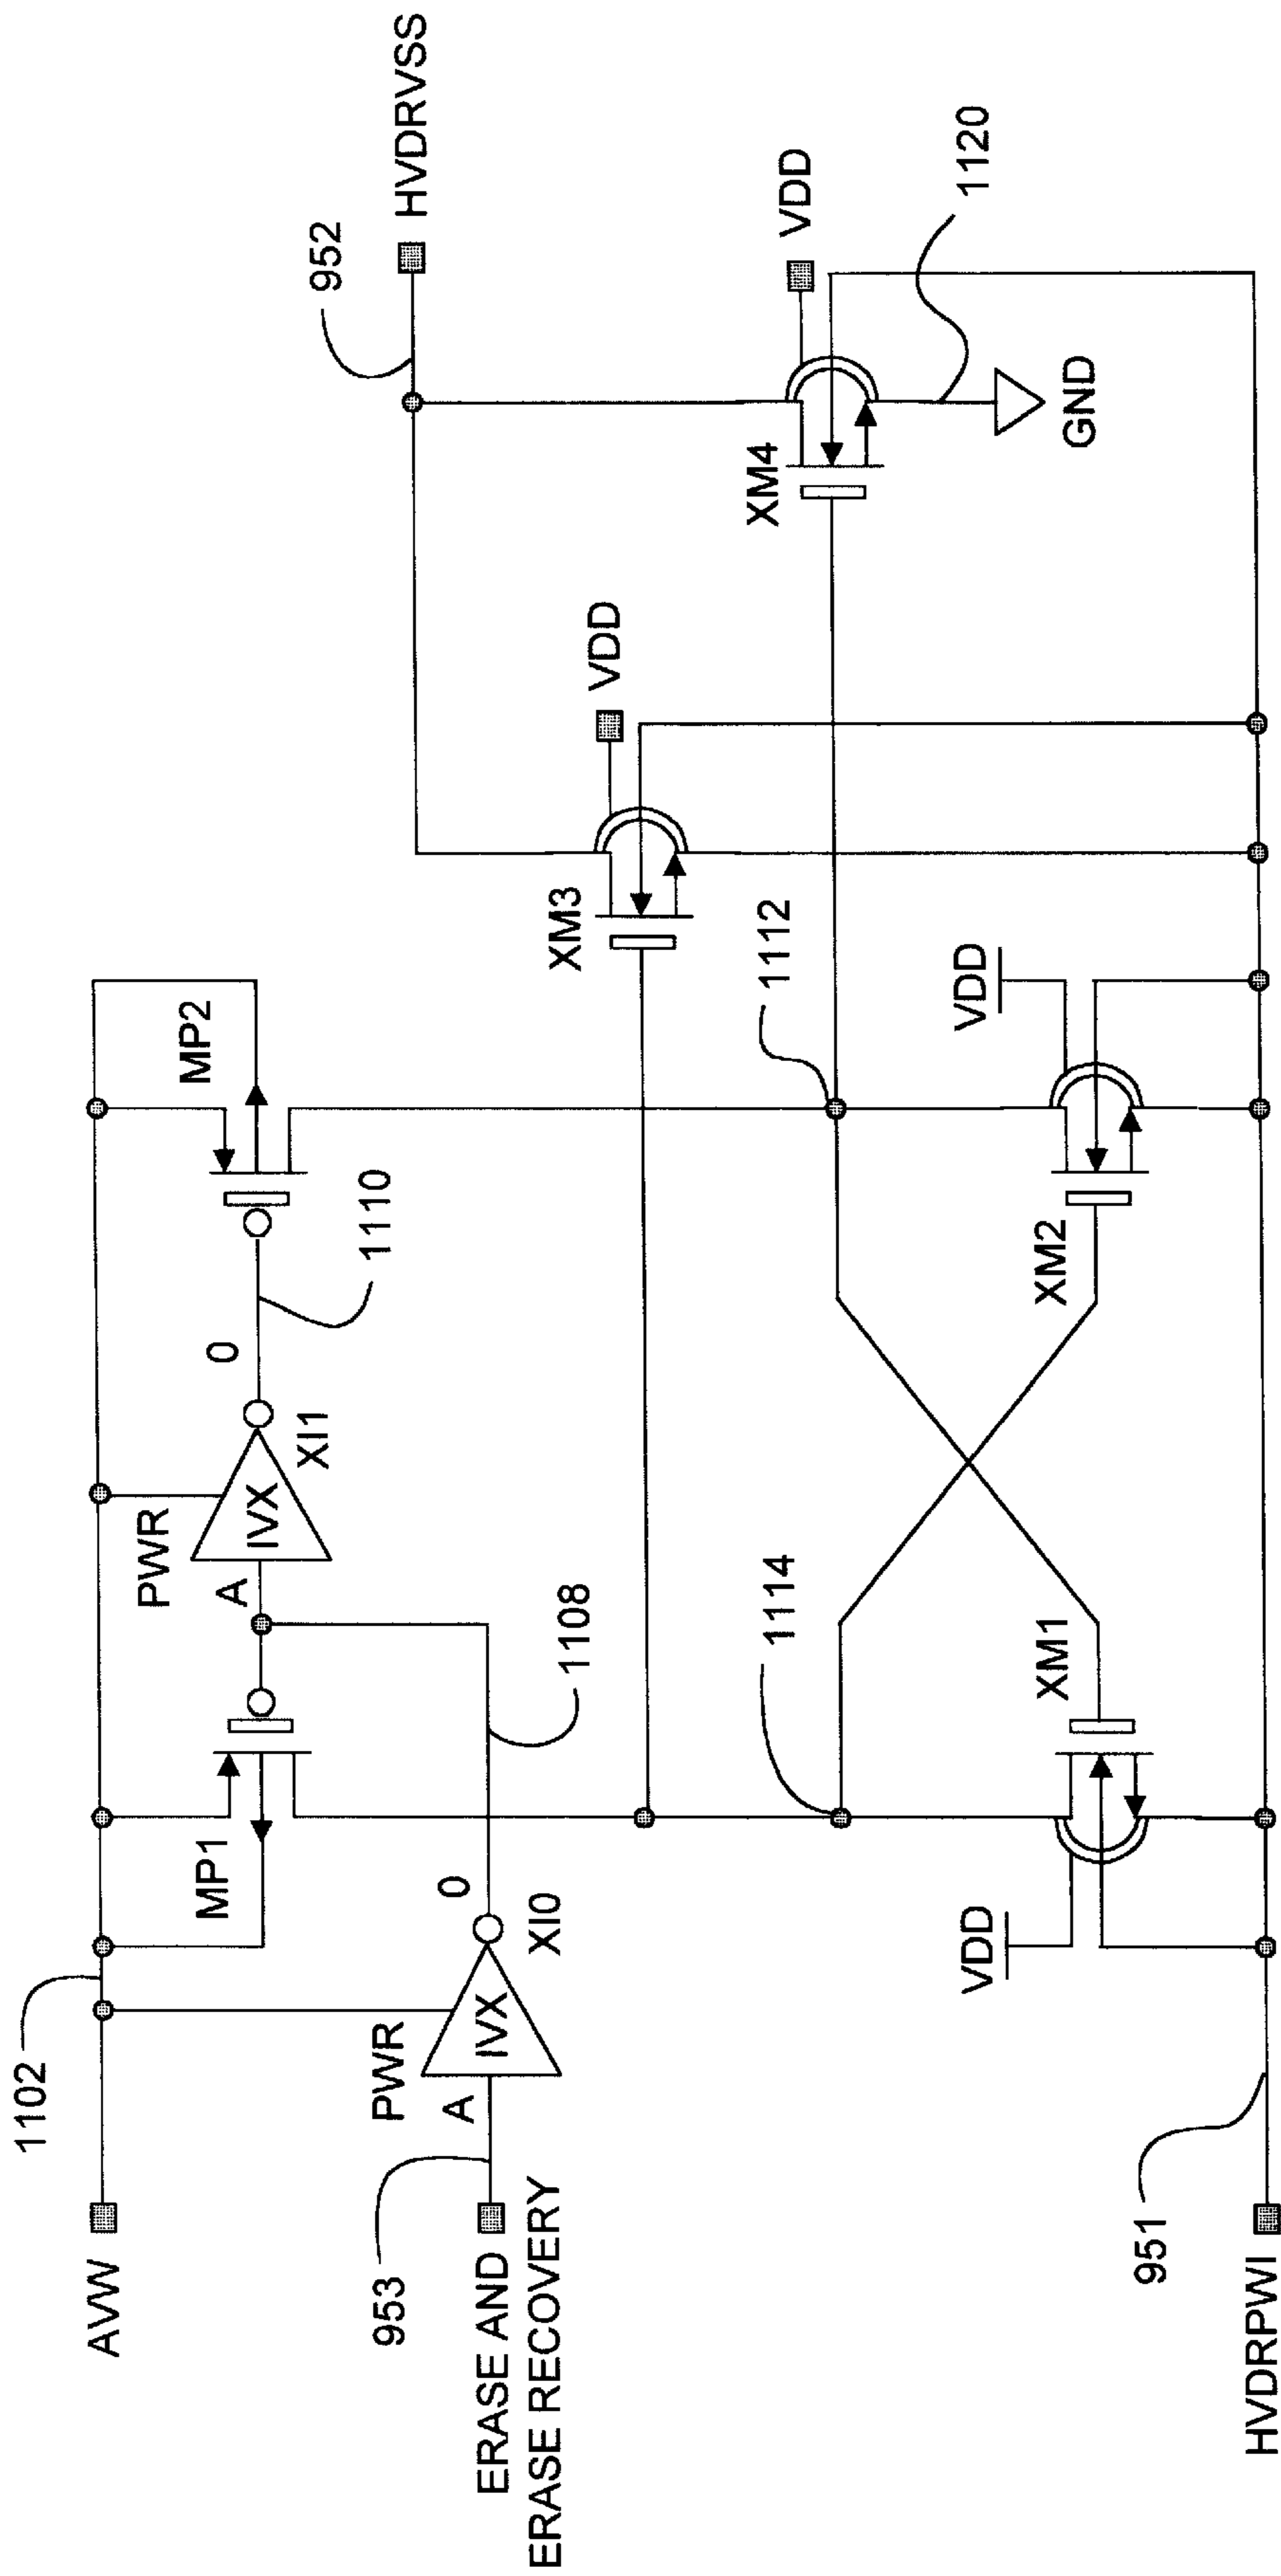 1102
AVW
MP1
PWR
A
IVX
XI0
0
953
ERASE AND
ERASE RECOVERY
1108
PWR
A
IVX
XI1
0
1110
MP2
952
HVDRVSS
1114
1112
XM3
VDD
XM4
VDD
1120
GND
VDD
XM1
XM2
VDD
951
HVDRPWI